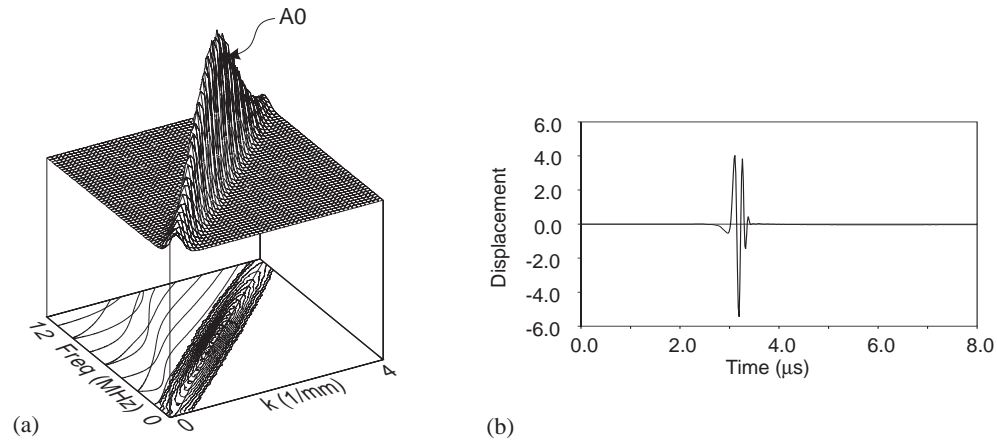 A0
12 Freq (MHz) 0
0 k (1/mm) 4
(a)
6.0
4.0
2.0
0.0
-2.0
-4.0
-6.0
Displacement
0.0 2.0 4.0 6.0 8.0
Time (μs)
(b)